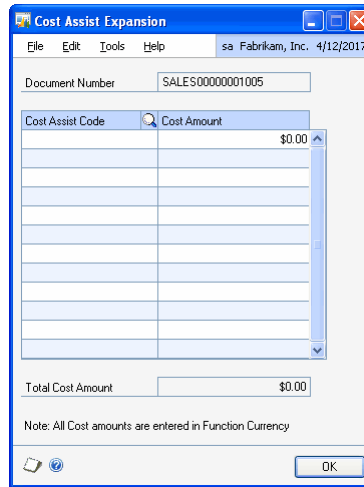 Cost Assist Expansion
File Edit Tools Help sa Fabrikam, Inc. 4/12/2017
Document Number SALES00000001005
Cost Assist Code Cost Amount
$0.00
Total Cost Amount $0.00
Note: All Cost amounts are entered in Function Currency
OK